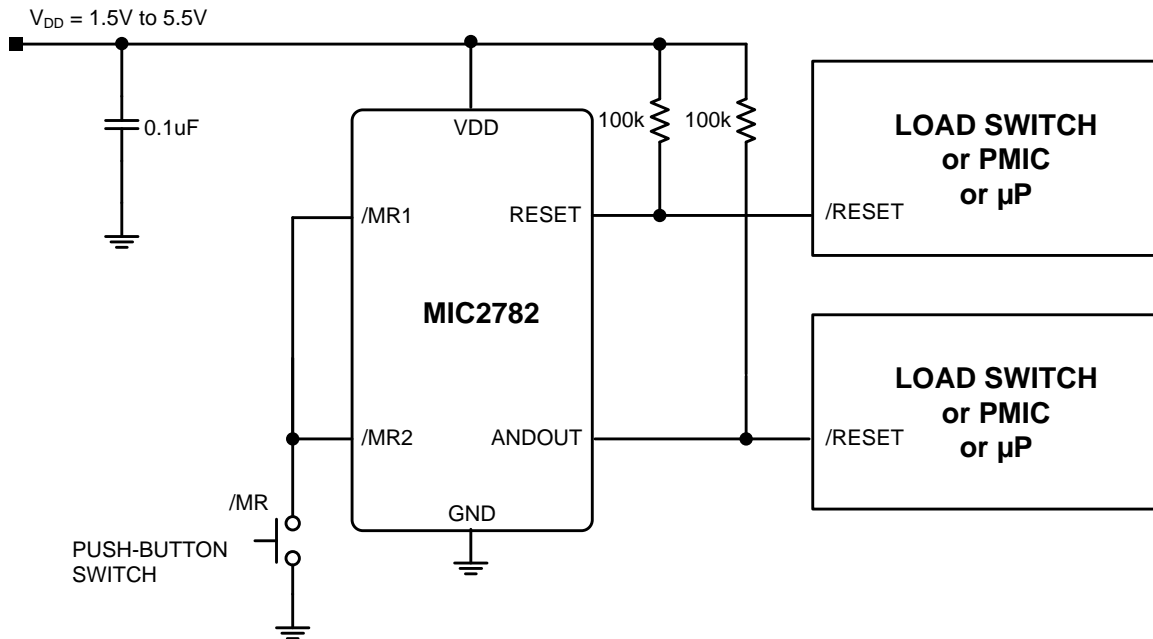 V_DD = 1.5V to 5.5V
0.1uF
VDD
100k
100k
LOAD SWITCH
or PMIC
or µP
/MR1
RESET
/RESET
MIC2782
LOAD SWITCH
or PMIC
or µP
/MR2
ANDOUT
/RESET
/MR
GND
PUSH-BUTTON
SWITCH